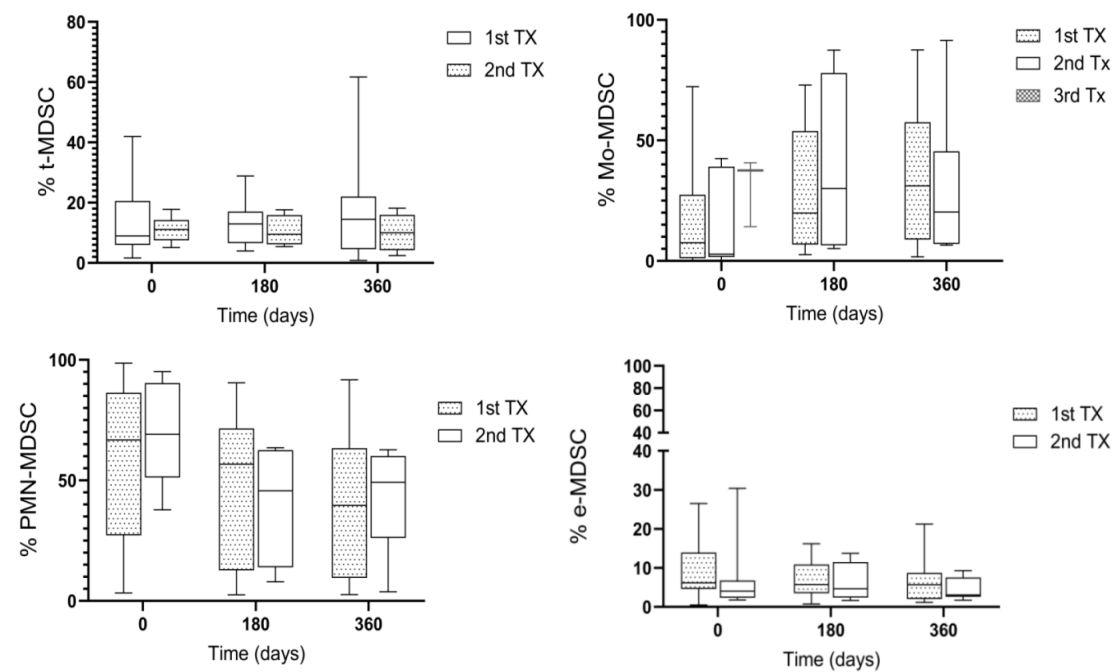 80
60
40
20
0
% t-MDSC
0 180 360
Time (days)
1st TX
2nd TX
100
50
0
% Mo-MDSC
0 180 360
Time (days)
1st TX
2nd Tx
3rd Tx
100
50
0
% PMN-MDSC
0 180 360
Time (days)
1st TX
2nd TX
100
80
60
40
40
30
20
10
0
% e-MDSC
0 180 360
Time (days)
1st TX
2nd TX